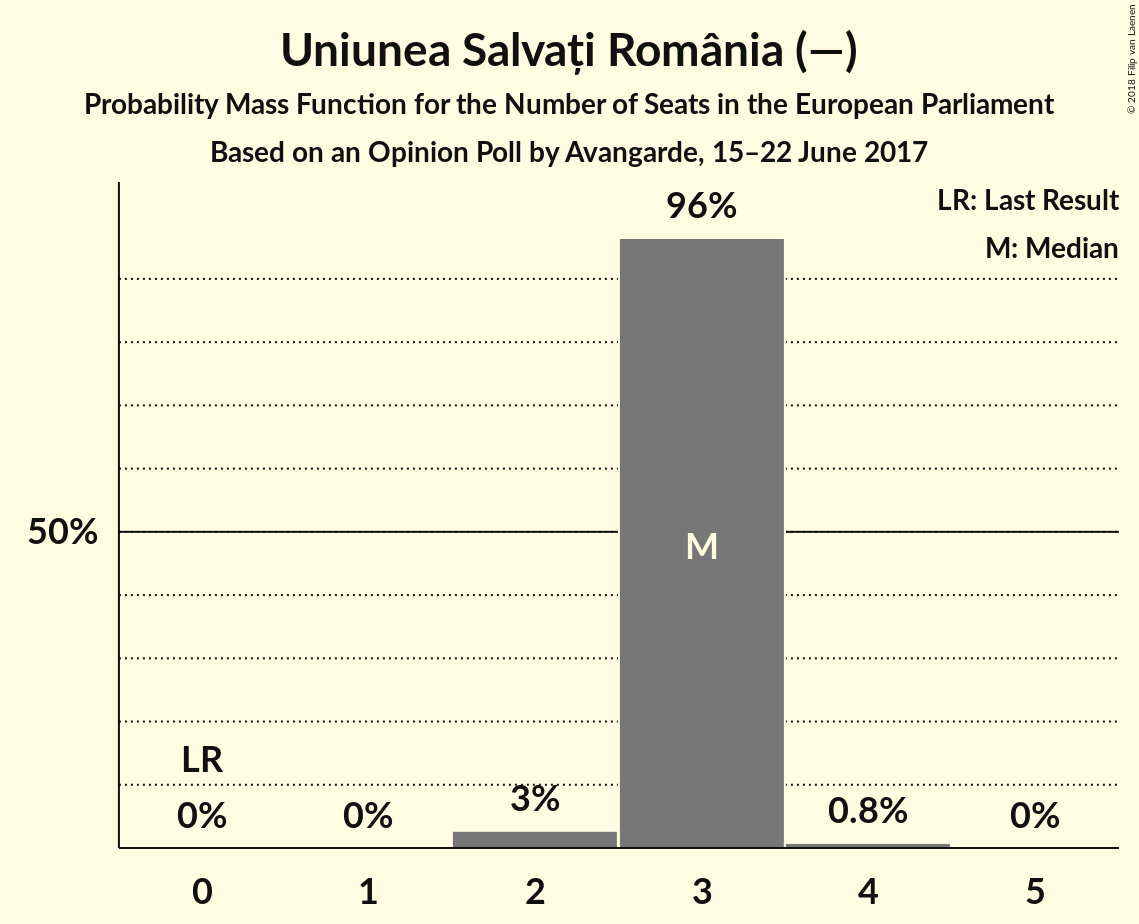 Uniunea Salvați România (—)
Probability Mass Function for the Number of Seats in the European Parliament
Based on an Opinion Poll by Avangarde, 15–22 June 2017
© 2018 Filip van Laenen
LR: Last Result
M: Median
96%
50%
M
LR
0%
0%
3%
0.8%
0%
0 1 2 3 4 5